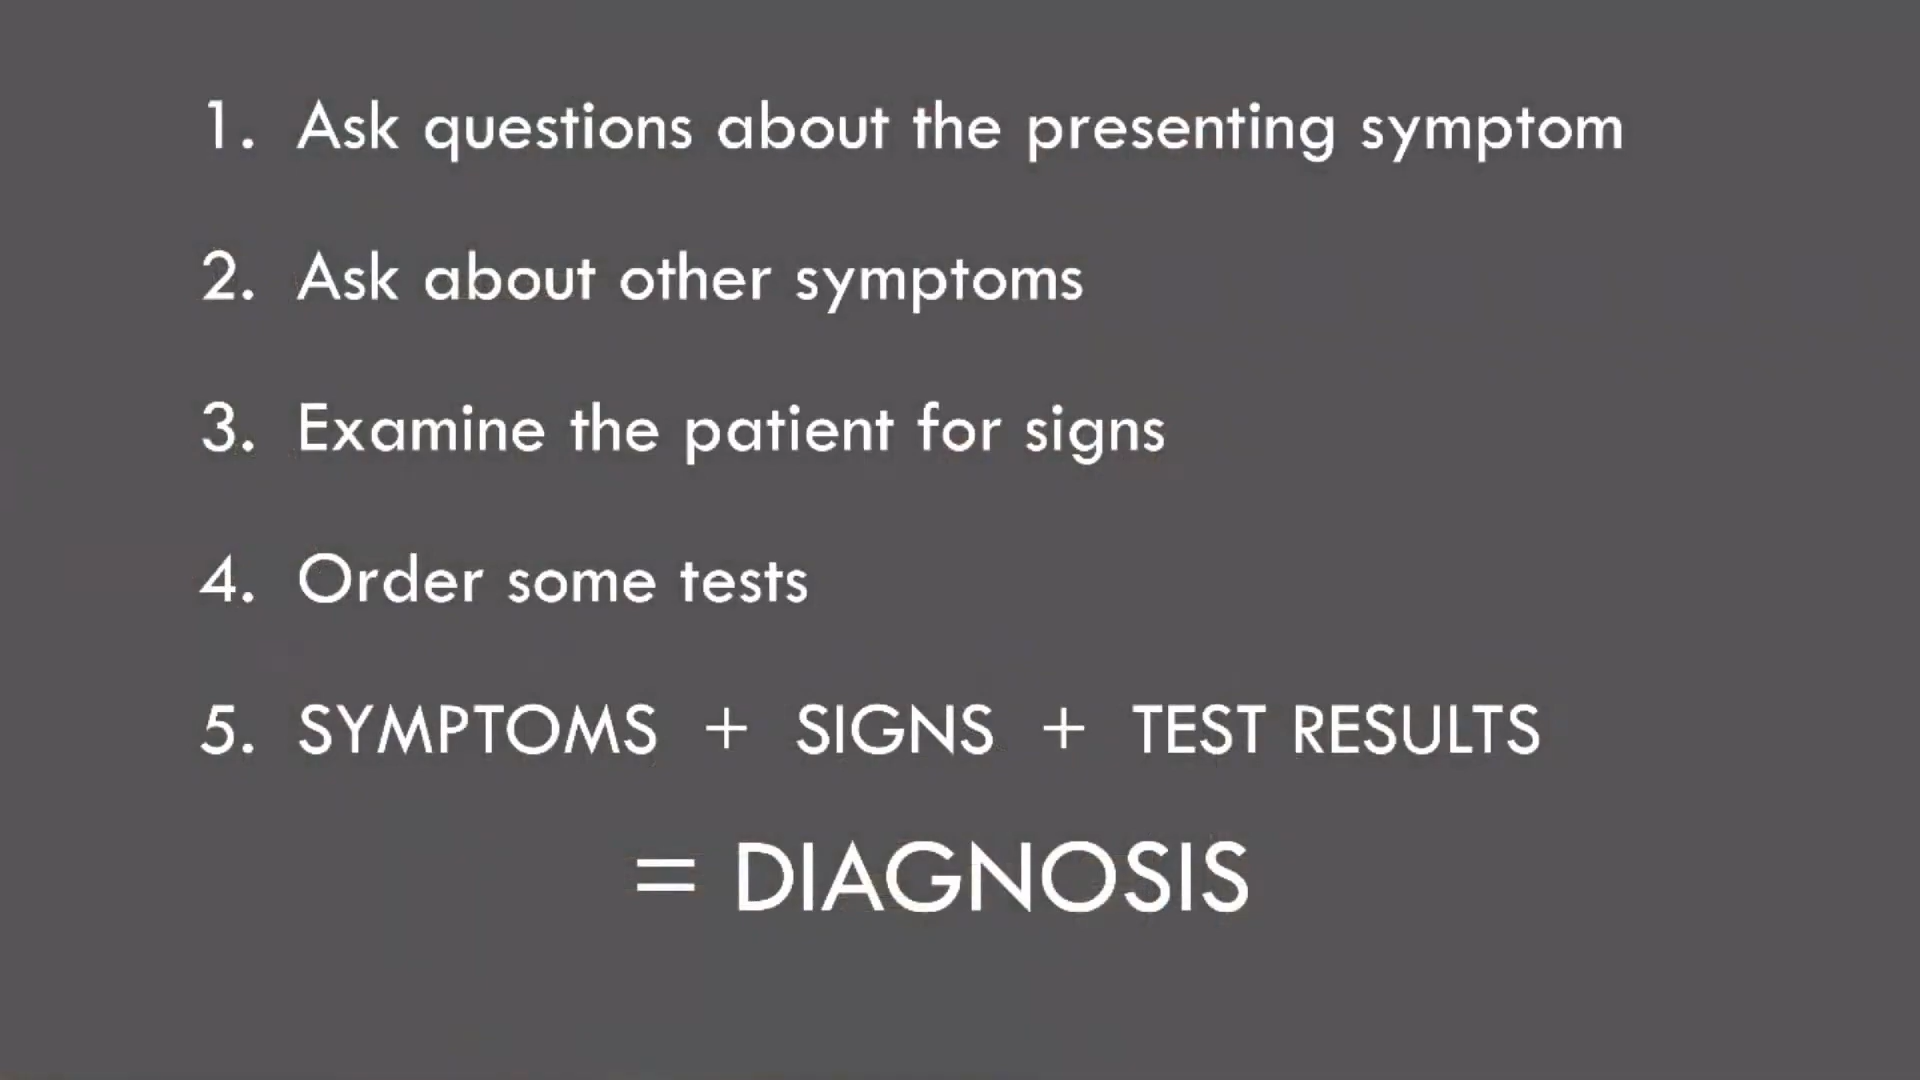 1. Ask questions about the presenting symptom
2. Ask about other symptoms
3. Examine the patient for signs
4. Order some tests
5. SYMPTOMS + SIGNS + TEST RESULTS
= DIAGNOSIS